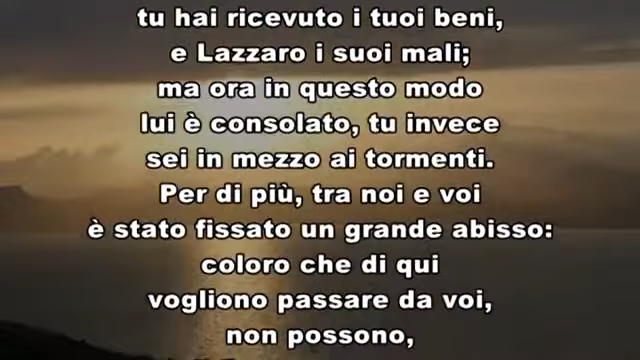 tu hai ricevuto i tuoi beni,
e Lazzaro i suoi mali;
ma ora in questo modo
lui è consolato, tu invece
sei in mezzo ai tormenti.
Per di più, tra noi e voi
è stato fissato un grande abisso:
coloro che di qui
vogliono passare da voi,
non possono,